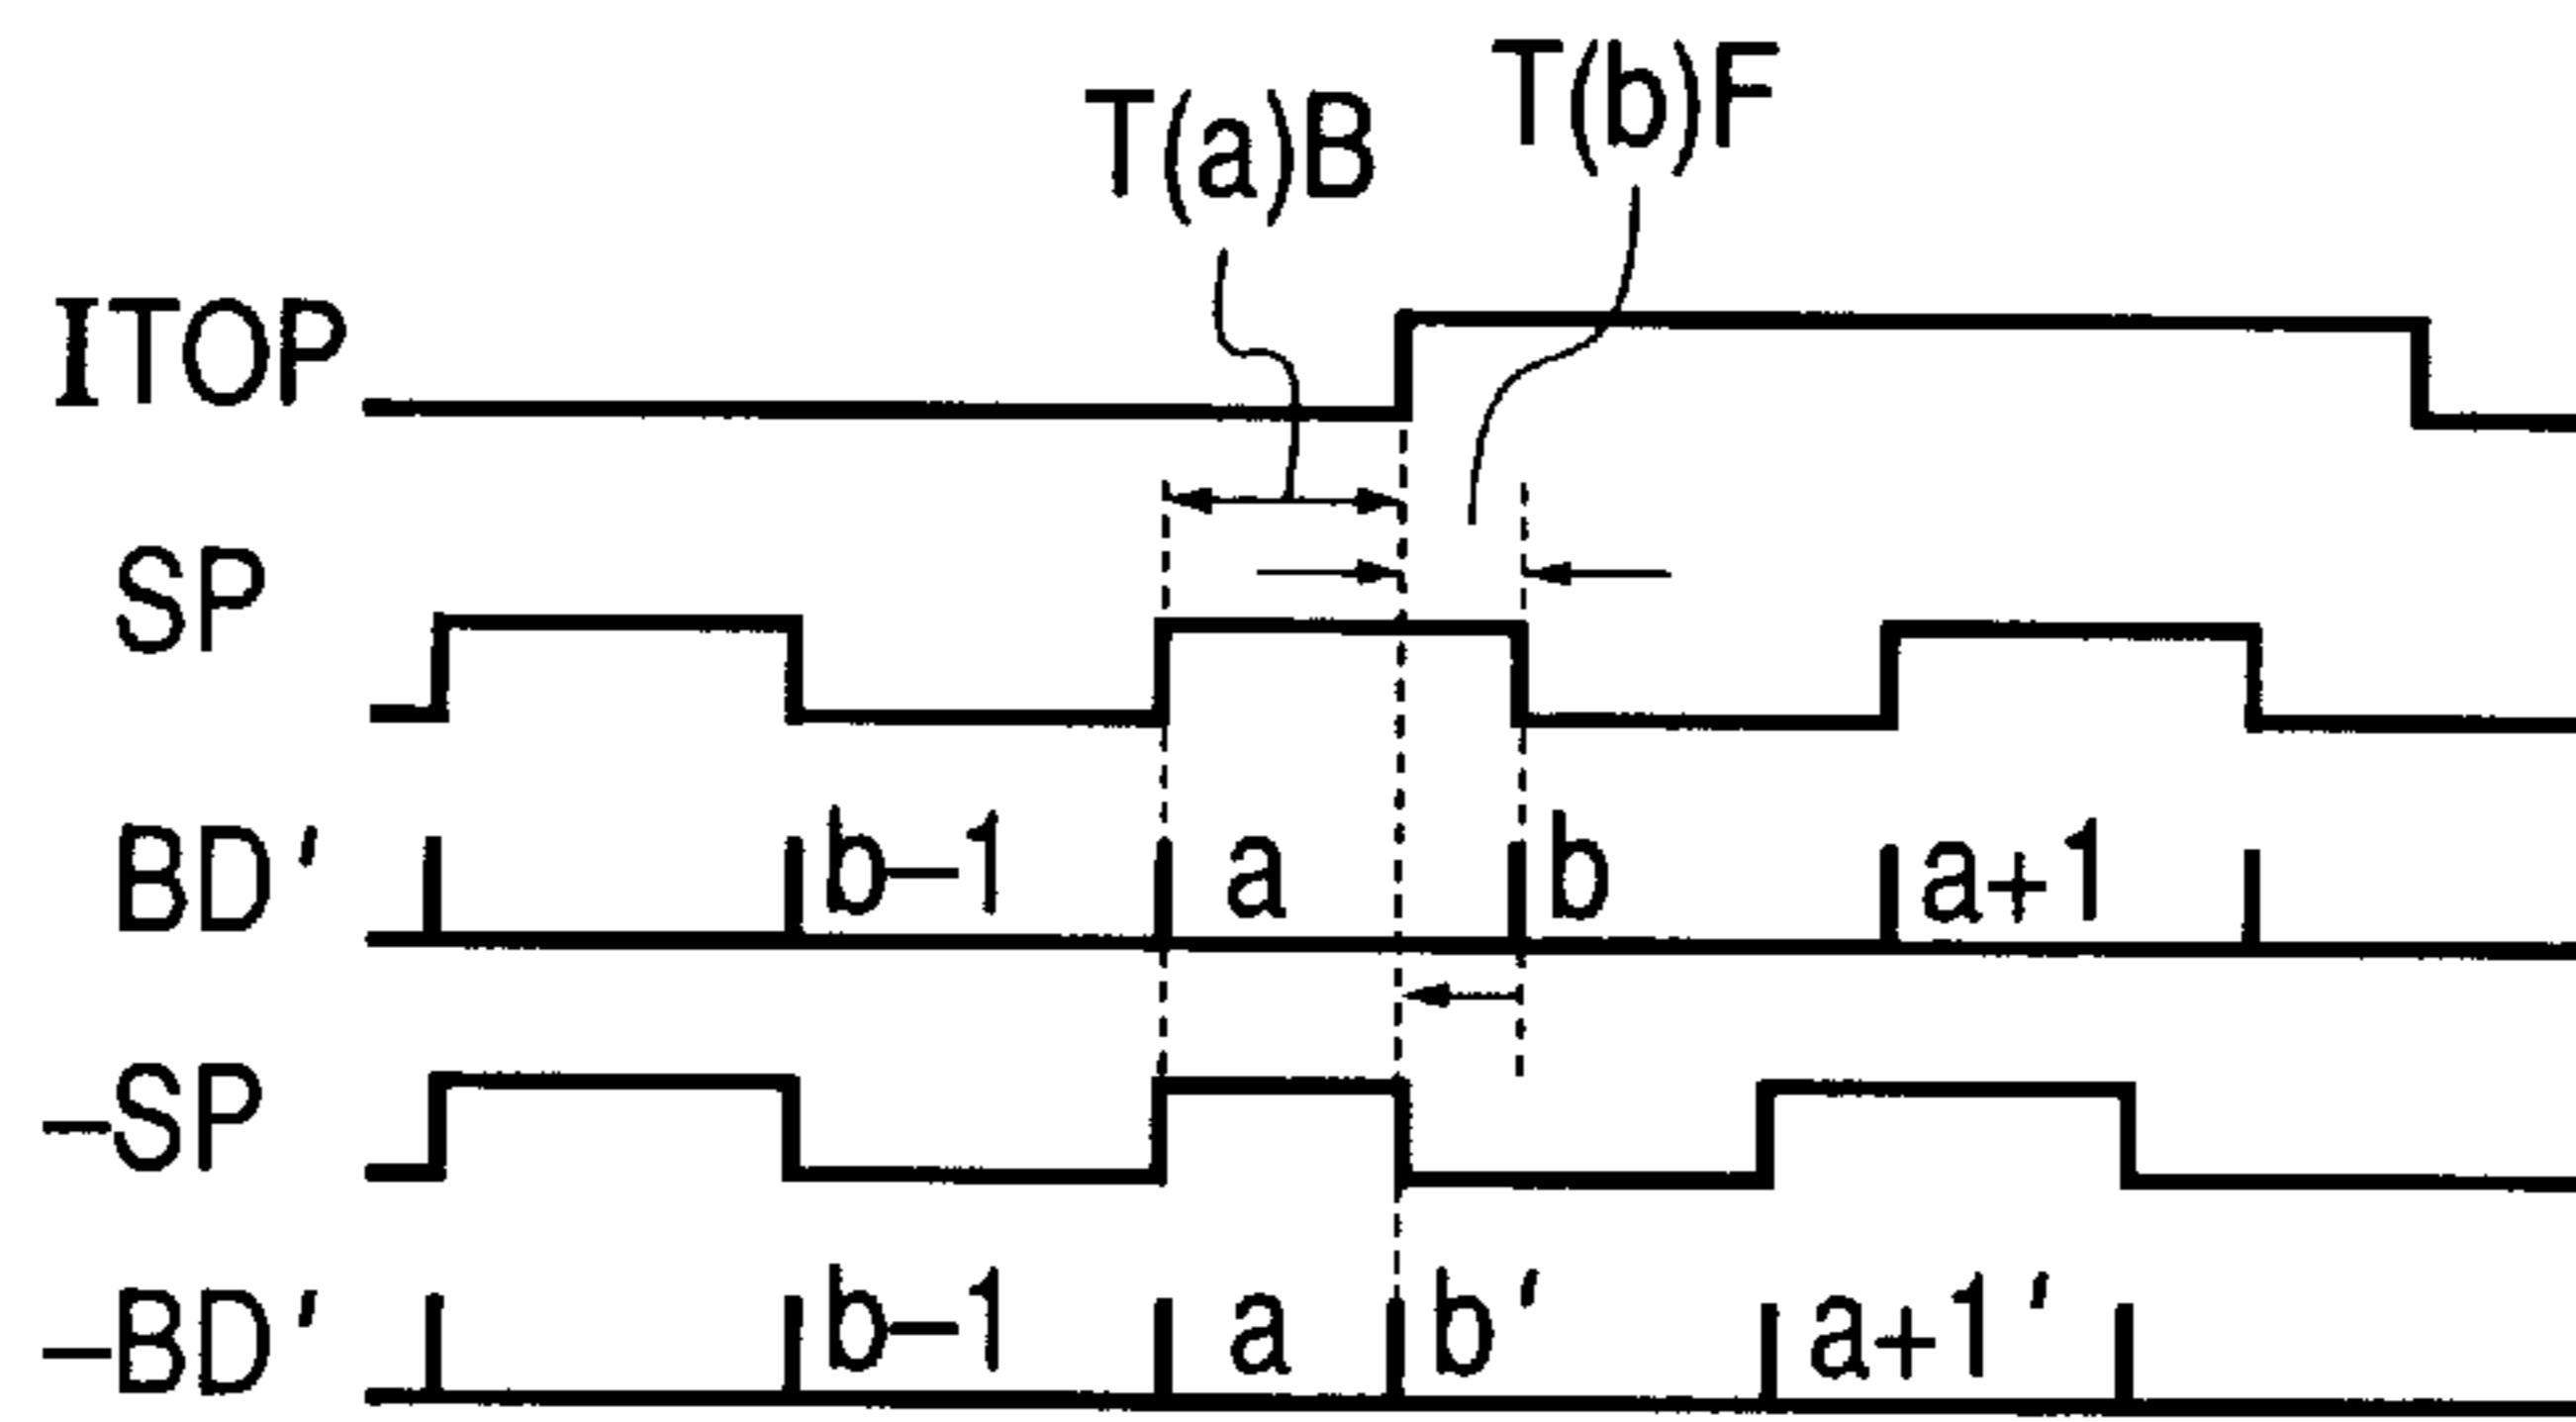 T(a)B T(b)F
ITOP
SP
BD' b-1 a b a+1
-SP
-BD' b-1 a b' a+1'